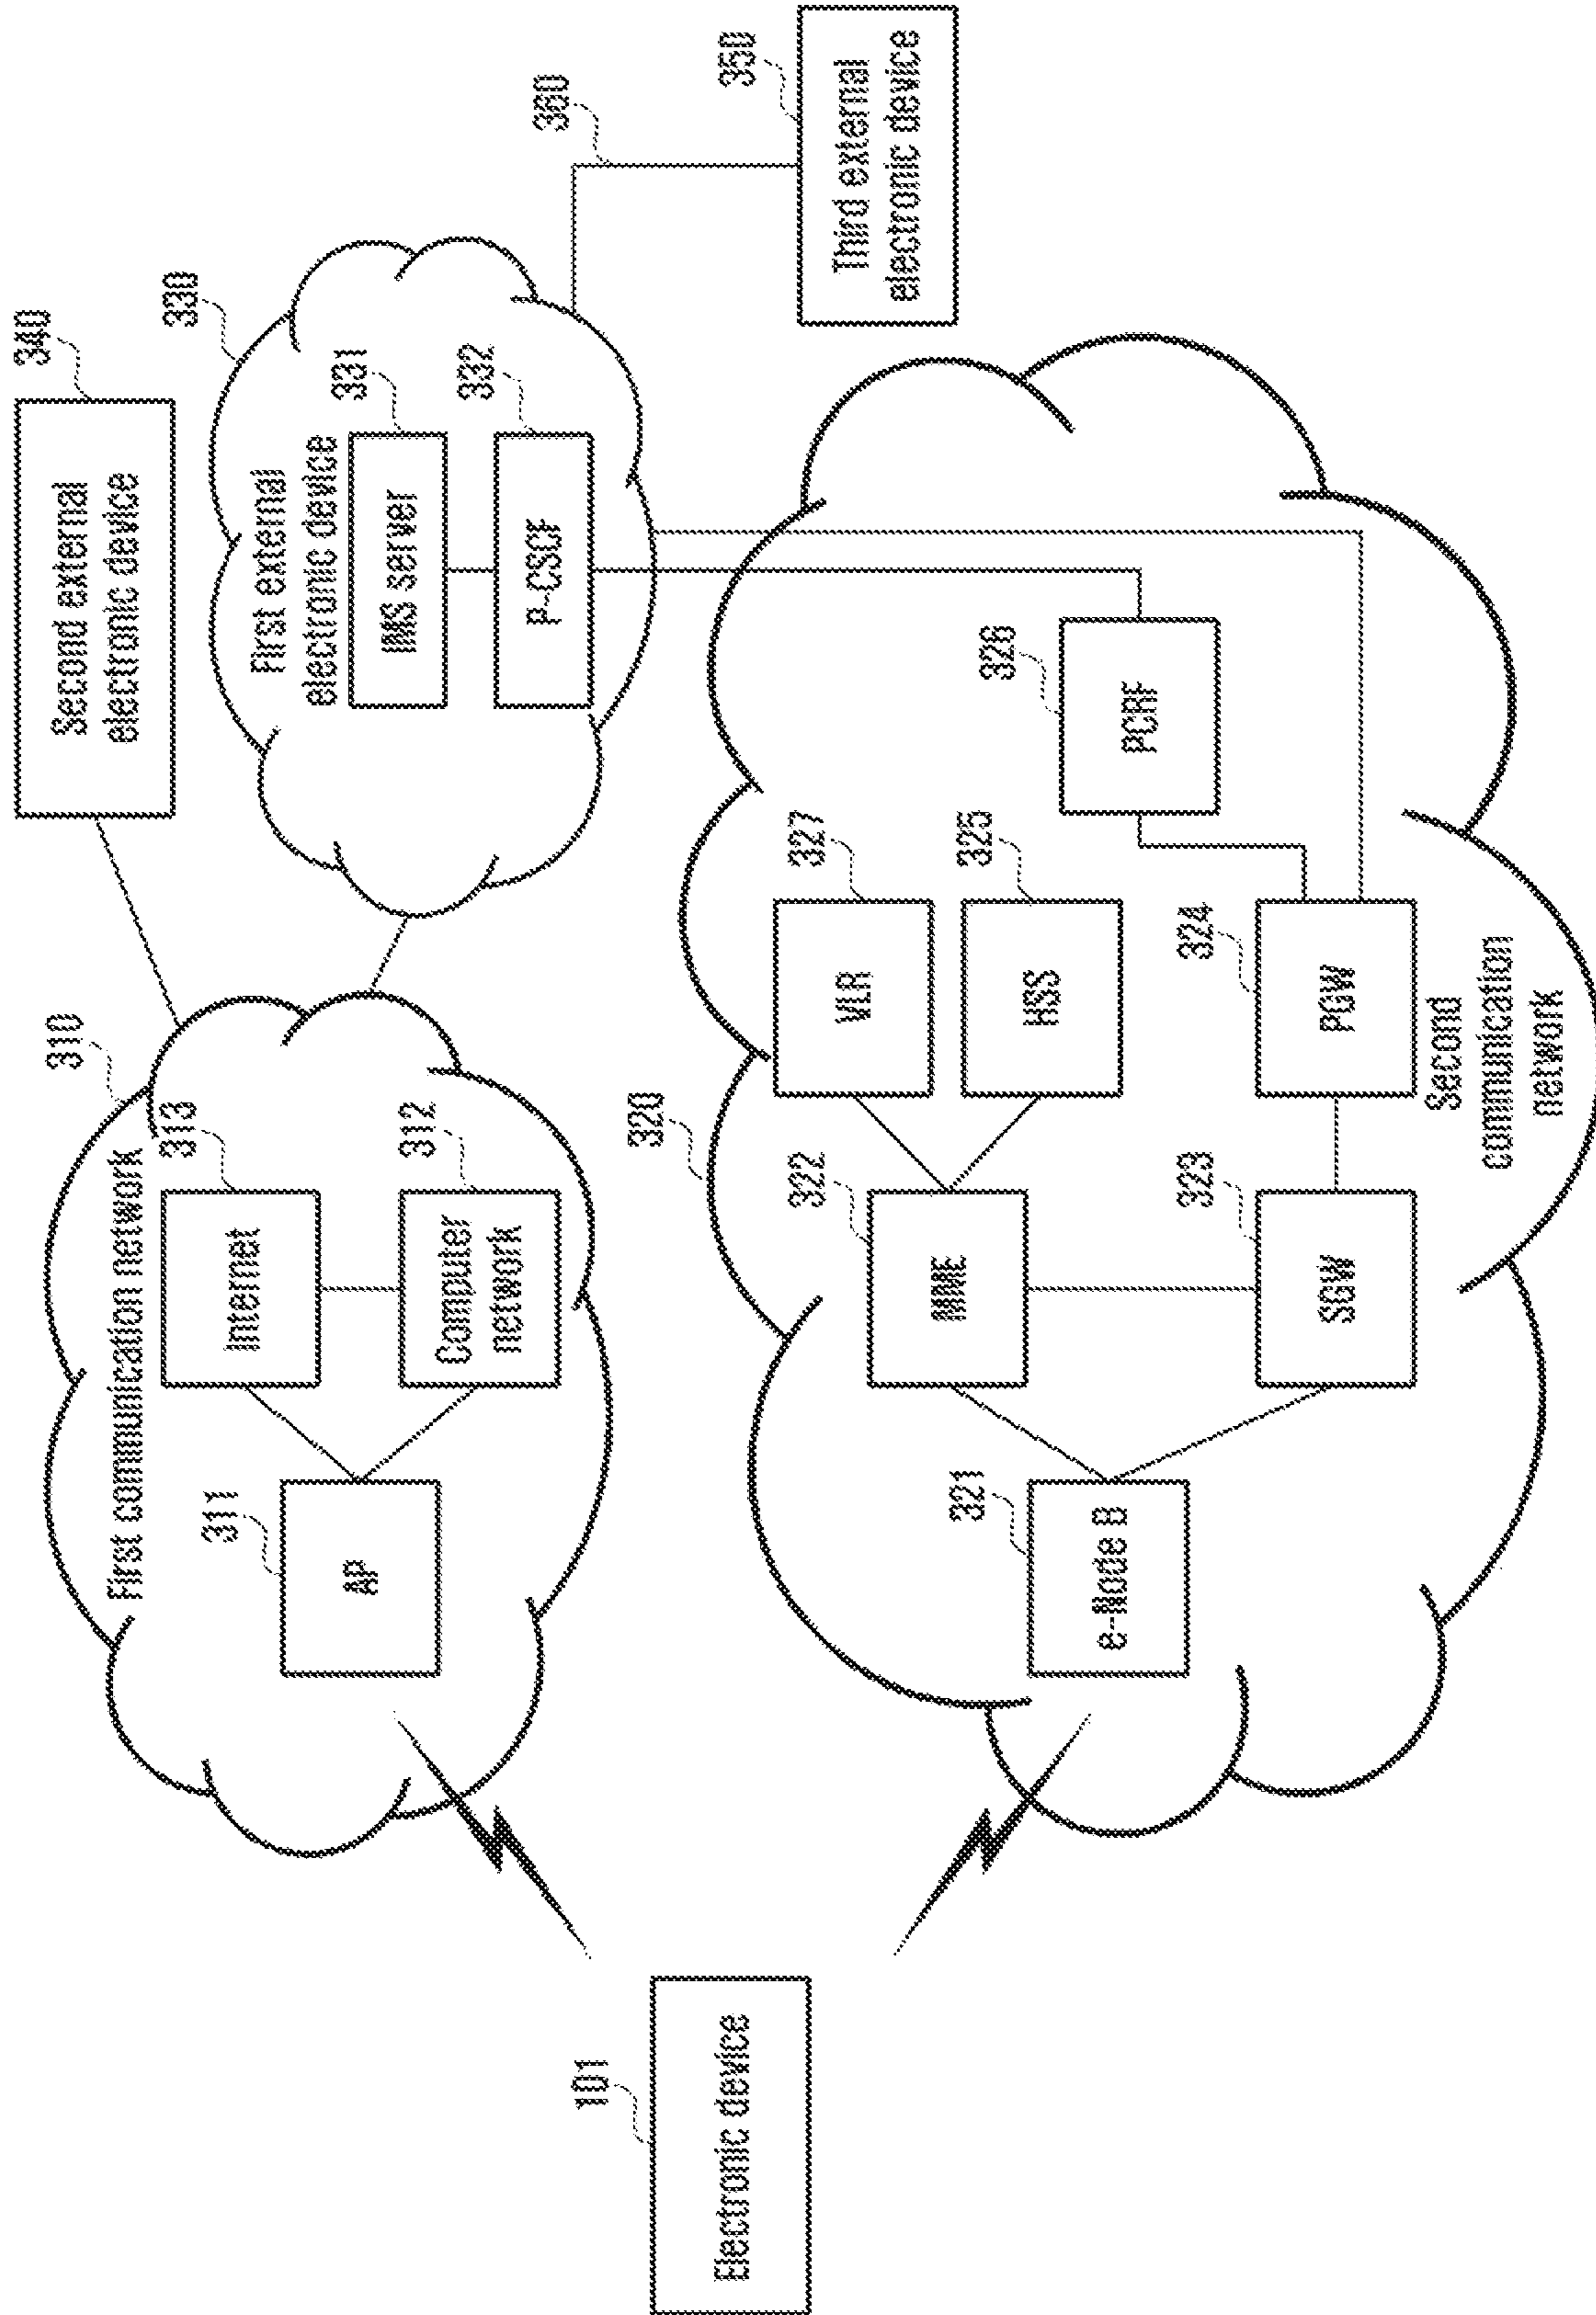 101
Electronic device
First communication network
310
311
AP
313
Internet
312
Computer
network
340
Second external
electronic device
330
First external
electronic device
331
IMS server
332
P-CSCF
360
350
Third external
electronic device
320
321
e-Node B
322
MME
323
SGW
327
VLR
325
HSS
324
PGW
326
PCRF
Second
communication
network